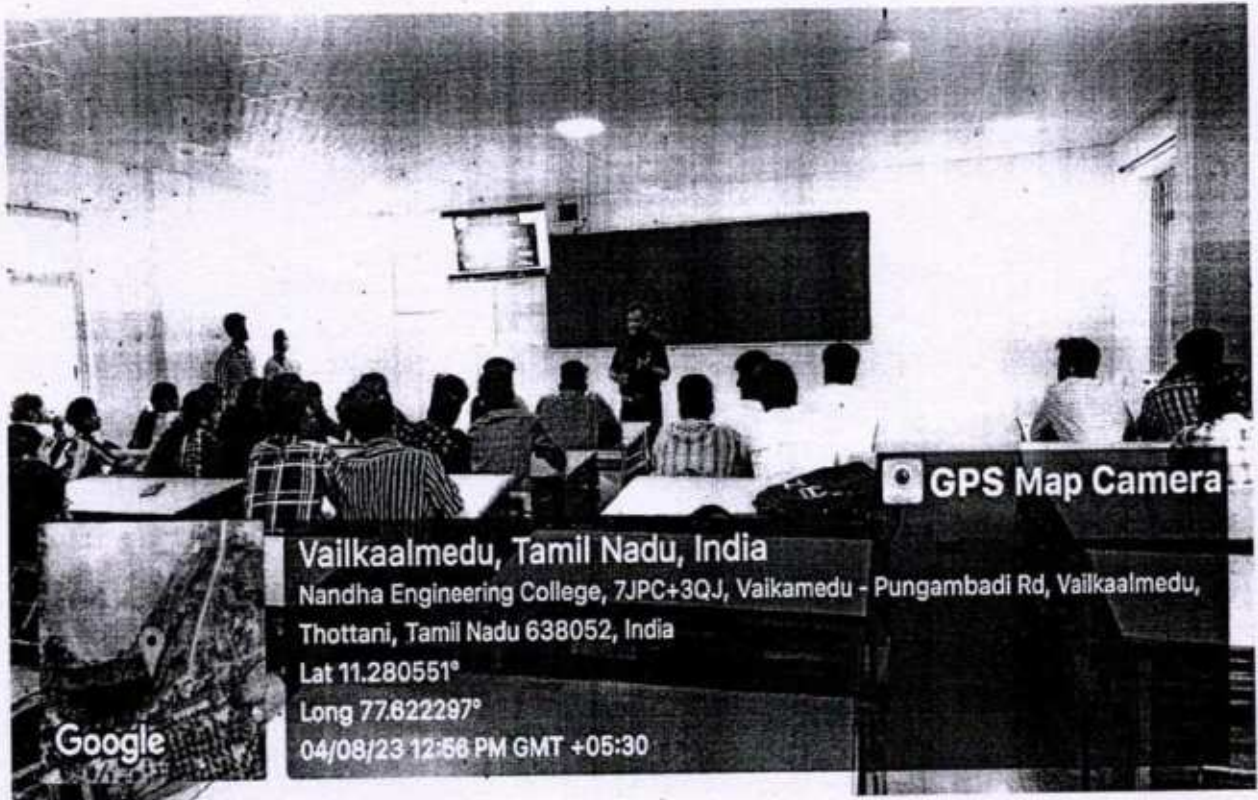 GPS Map Camera
Vailkaalmedu, Tamil Nadu, India
Nandha Engineering College, 7JPC+3QJ, Vaikamedu - Pungambadi Rd, Vailkaalmedu,
Thottani, Tamil Nadu 638052, India
Lat 11.280551°
Long 77.622297°
04/08/23 12:56 PM GMT +05:30
Google